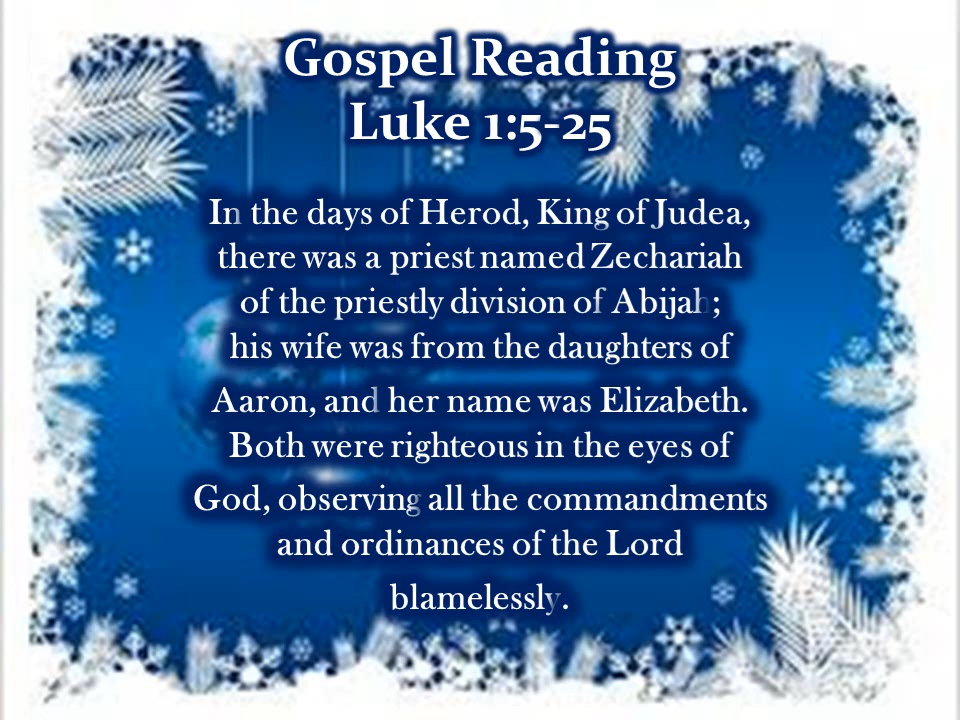 Gospel Reading
Luke 1:5-25
In the days of Herod, King of Judea,
there was a priest named Zechariah
of the priestly division of Abijah;
his wife was from the daughters of
Aaron, and her name was Elizabeth.
Both were righteous in the eyes of
God, observing all the commandments
and ordinances of the Lord
blamelessly.